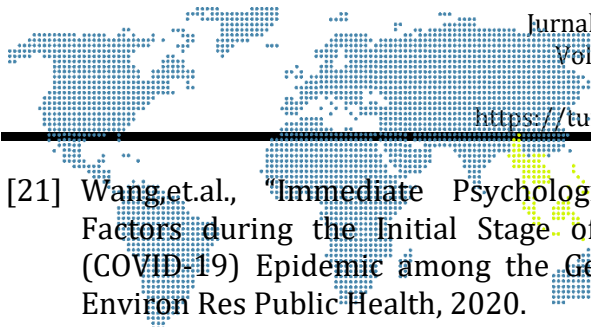 Jurnal
Vol
https://tu
[21] Wang,et.al., "Immediate Psycholog
Factors during the Initial Stage of
(COVID-19) Epidemic among the Ge
Environ Res Public Health, 2020.